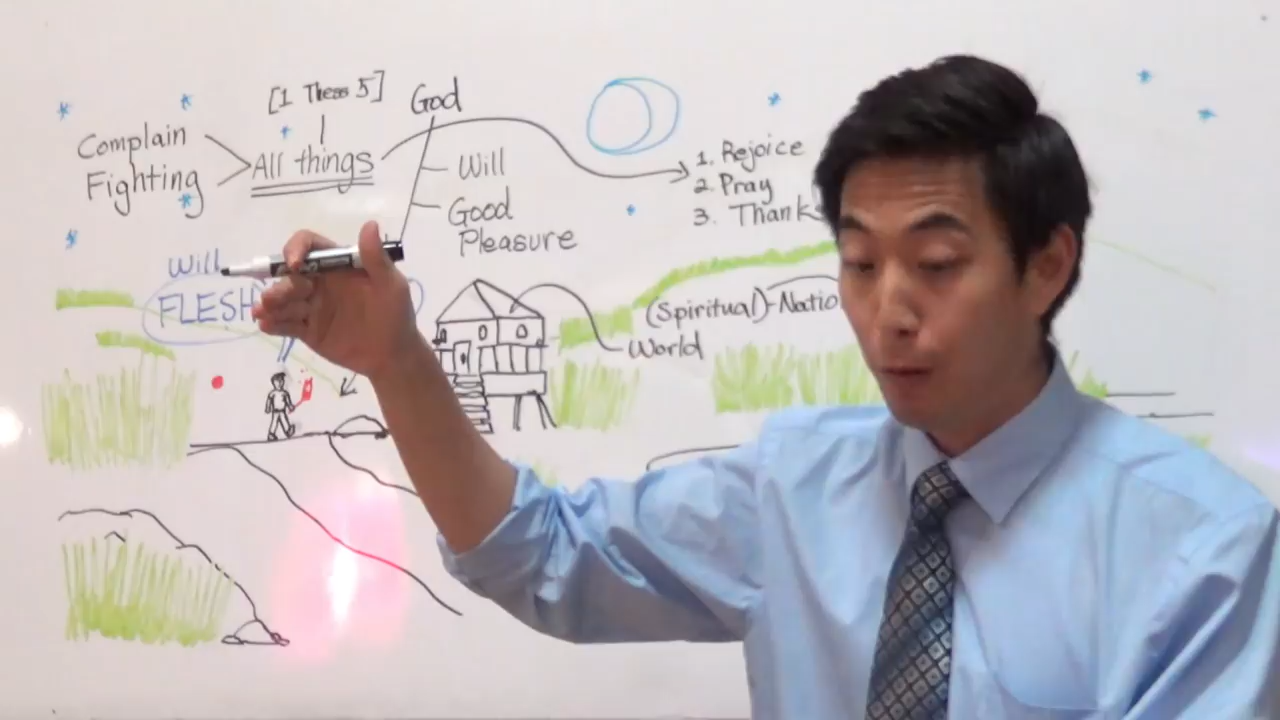 [1 Thess 5]
God
Complain
Fighting
All things
Will
Good
Pleasure
1. Rejoice
2. Pray
3. Thank
Will
FLESH
(Spiritual)-Natio
World